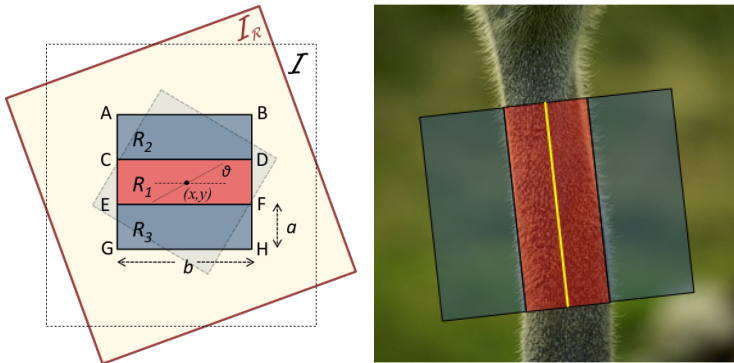 I_R
I
A B
R_2
C D
ϑ
R_1
(x,y)
E F
R_3 a
G H
b